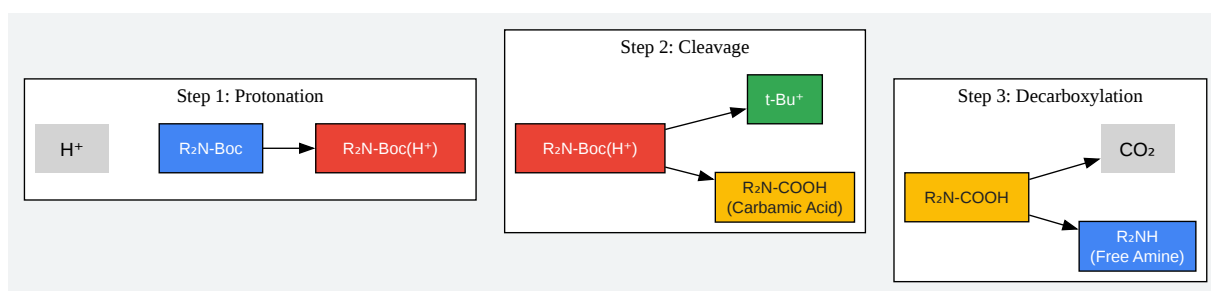 Step 1: Protonation
H⁺
R₂N-Boc
R₂N-Boc(H⁺)
Step 2: Cleavage
R₂N-Boc(H⁺)
t-Bu⁺
R₂N-COOH
(Carbamic Acid)
Step 3: Decarboxylation
R₂N-COOH
CO₂
R₂NH
(Free Amine)